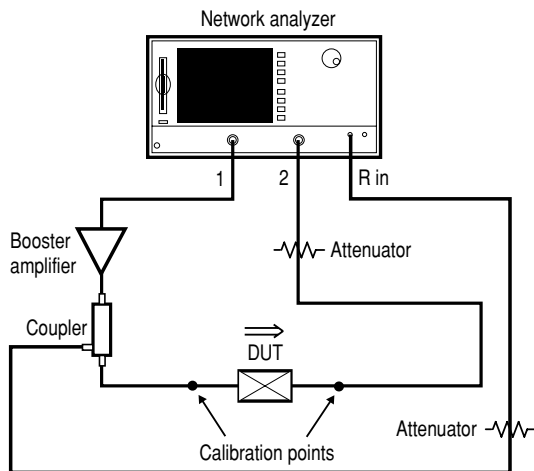 Network analyzer
1
2
R in
Booster
amplifier
Attenuator
Coupler
DUT
Calibration points
Attenuator